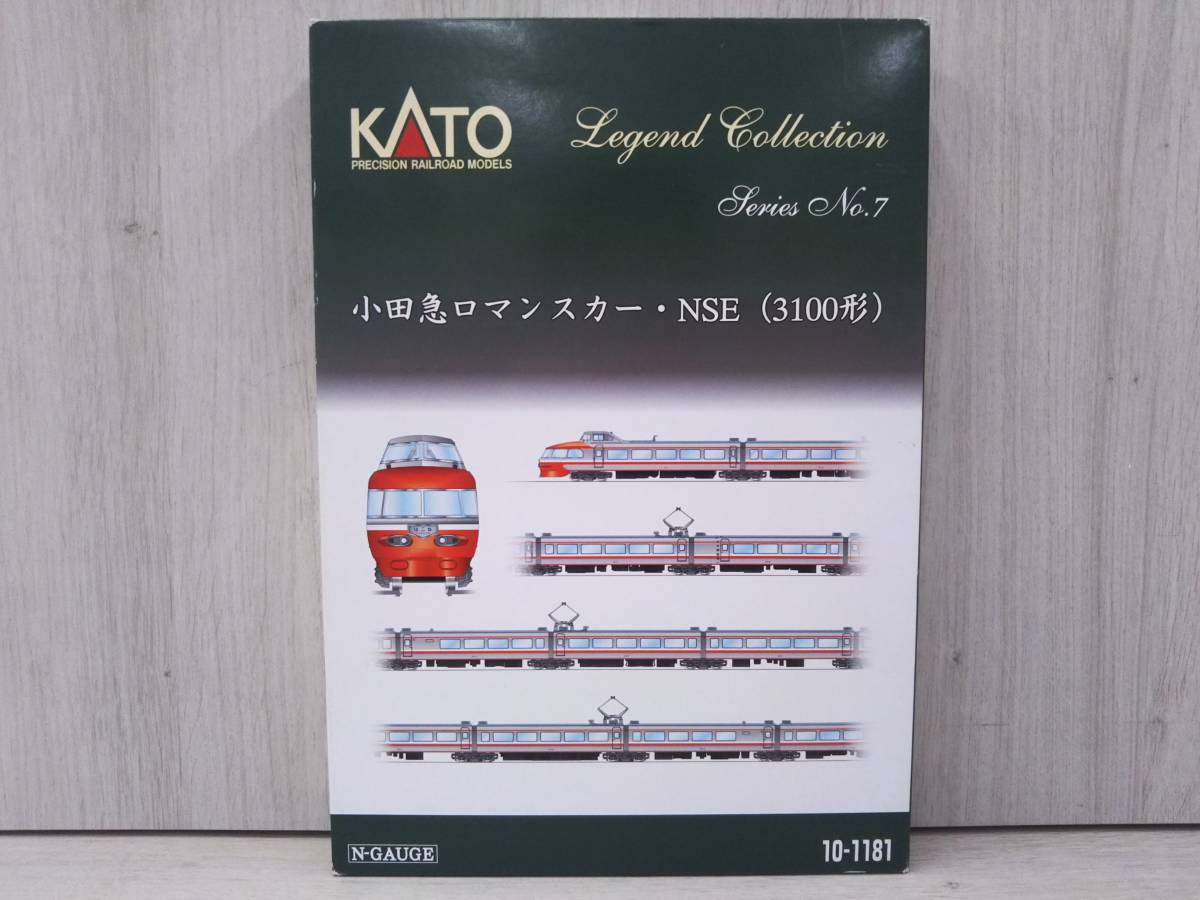 KATO
PRECISION RAILROAD MODELS
Legend Collection
Series No.7
小田急ロマンスカー・NSE（3100形）
N-GAUGE
10-1181